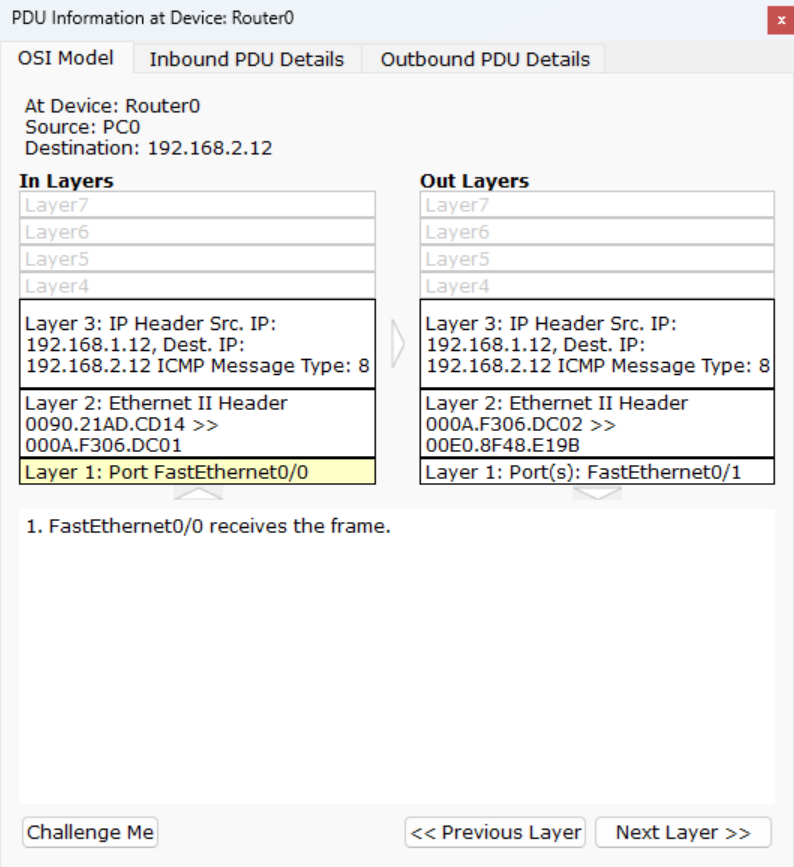 PDU Information at Device: Router0
x
OSI Model
Inbound PDU Details
Outbound PDU Details
At Device: Router0
Source: PC0
Destination: 192.168.2.12
In Layers
Layer7
Layer6
Layer5
Layer4
Layer 3: IP Header Src. IP:
192.168.1.12, Dest. IP:
192.168.2.12 ICMP Message Type: 8
Layer 2: Ethernet II Header
0090.21AD.CD14 >>
000A.F306.DC01
Layer 1: Port FastEthernet0/0
Out Layers
Layer7
Layer6
Layer5
Layer4
Layer 3: IP Header Src. IP:
192.168.1.12, Dest. IP:
192.168.2.12 ICMP Message Type: 8
Layer 2: Ethernet II Header
000A.F306.DC02 >>
00E0.8F48.E19B
Layer 1: Port(s): FastEthernet0/1
1. FastEthernet0/0 receives the frame.
Challenge Me
<< Previous Layer
Next Layer >>